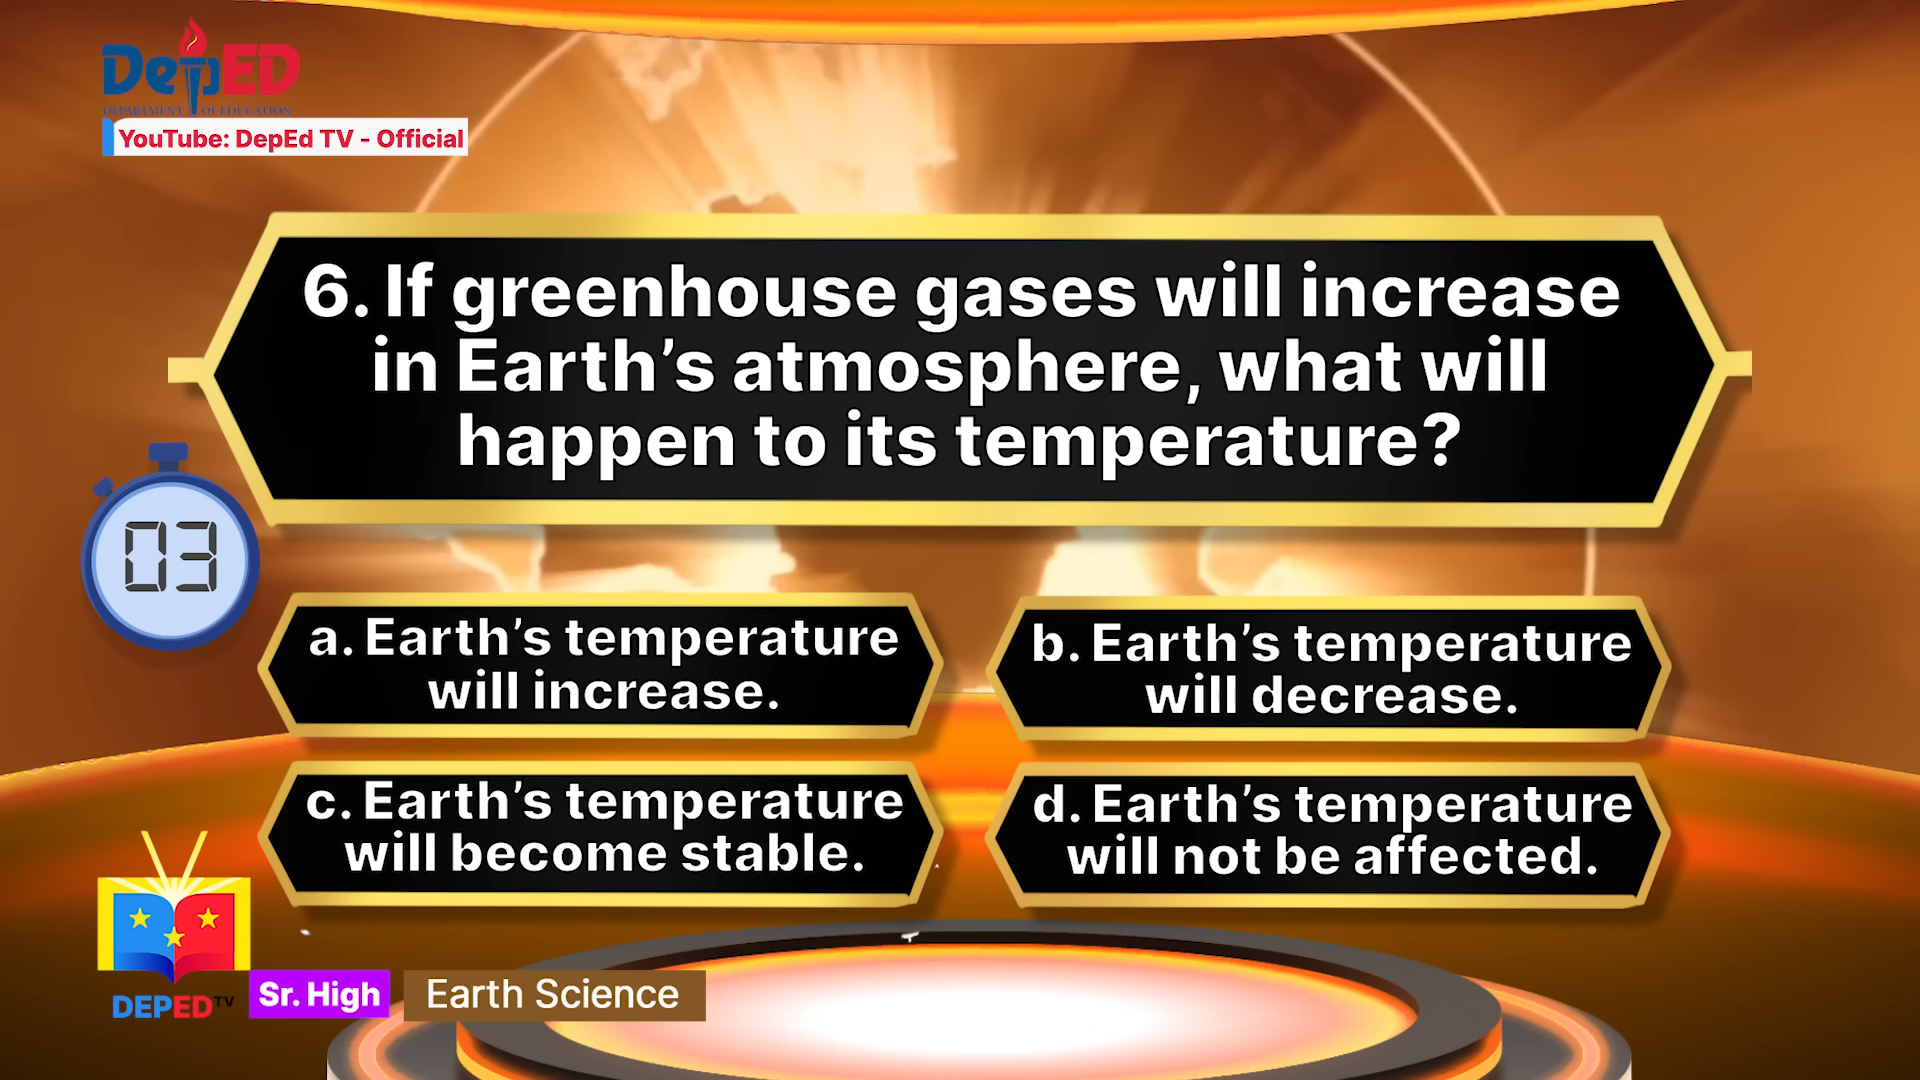 DepED
DEPARTMENT OF EDUCATION
YouTube: DepEd TV - Official
6. If greenhouse gases will increase
in Earth's atmosphere, what will
happen to its temperature?
03
a. Earth's temperature
will increase.
b. Earth's temperature
will decrease.
c. Earth's temperature
will become stable.
d. Earth's temperature
will not be affected.
DEPED TV
Sr. High
Earth Science